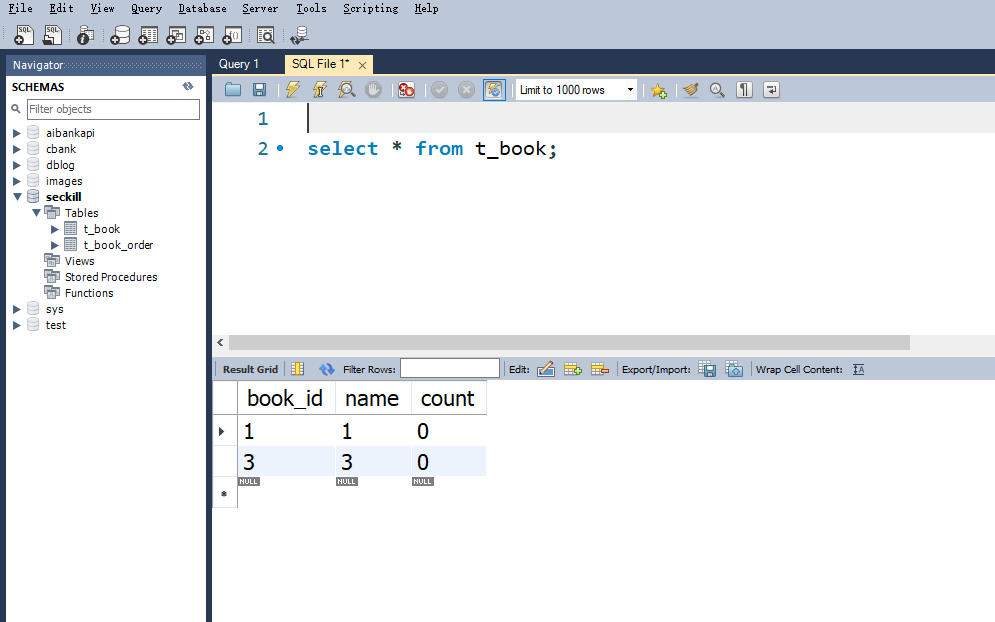 File Edit View Query Database Server Tools Scripting Help
Navigator
SCHEMAS
Filter objects
aibankapi
cbank
dblog
images
seckill
Tables
t_book
t_book_order
Views
Stored Procedures
Functions
sys
test
Query 1 SQL File 1* ×
Limit to 1000 rows
1
2 select * from t_book;
Result Grid Filter Rows: Edit: Export/Import: Wrap Cell Content: IA
book_id name count
1 1 0
3 3 0
NULL NULL NULL